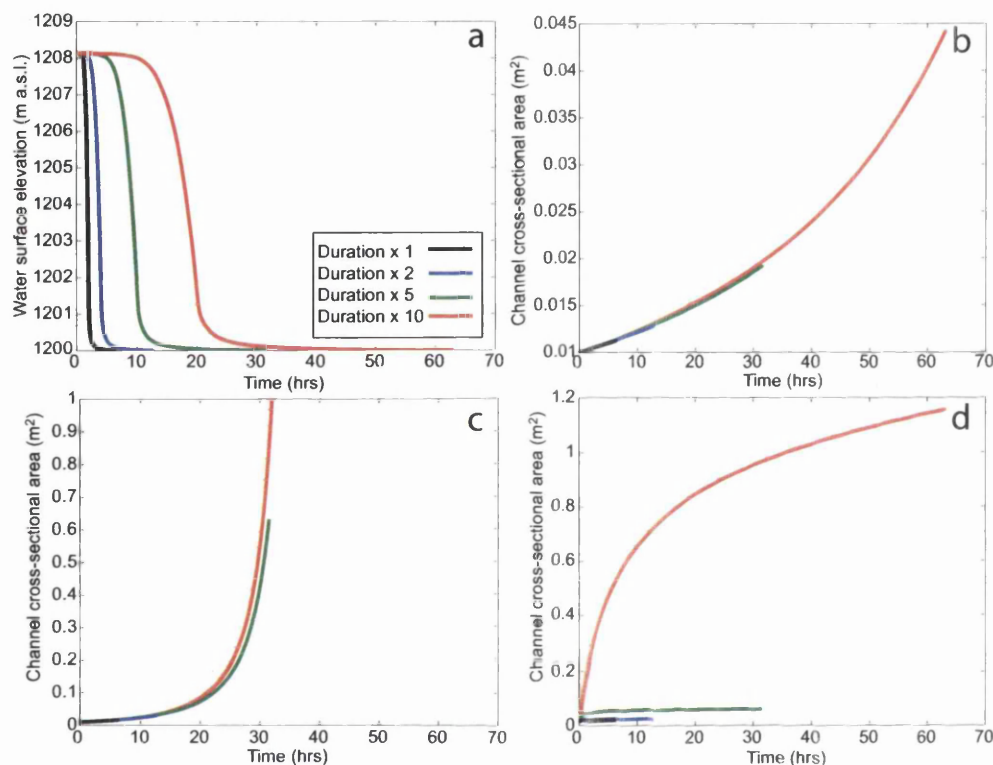 a
Water surface elevation (m a.s.l.)
1209
1208
1207
1206
1205
1204
1203
1202
1201
1200
0 10 20 30 40 50 60 70
Time (hrs)
Duration x 1
Duration x 2
Duration x 5
Duration x 10
b
Channel cross-sectional area (m²)
0.045
0.04
0.035
0.03
0.025
0.02
0.015
0.01
0 10 20 30 40 50 60 70
Time (hrs)
c
Channel cross-sectional area (m²)
1
0.9
0.8
0.7
0.6
0.5
0.4
0.3
0.2
0.1
0
0 10 20 30 40 50 60 70
Time (hrs)
d
Channel cross-sectional area (m²)
1.2
1
0.8
0.6
0.4
0.2
0
0 10 20 30 40 50 60 70
Time (hrs)